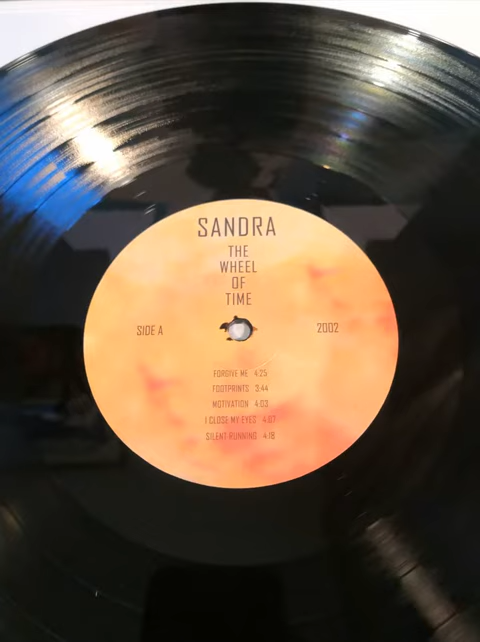 SANDRA
THE
WHEEL
OF
TIME
SIDE A 2002
FORGIVE ME 4:25
FOOTPRINTS 3:44
MOTIVATION 4:03
I CLOSE MY EYES 4:07
SILENT RUNNING 4:18